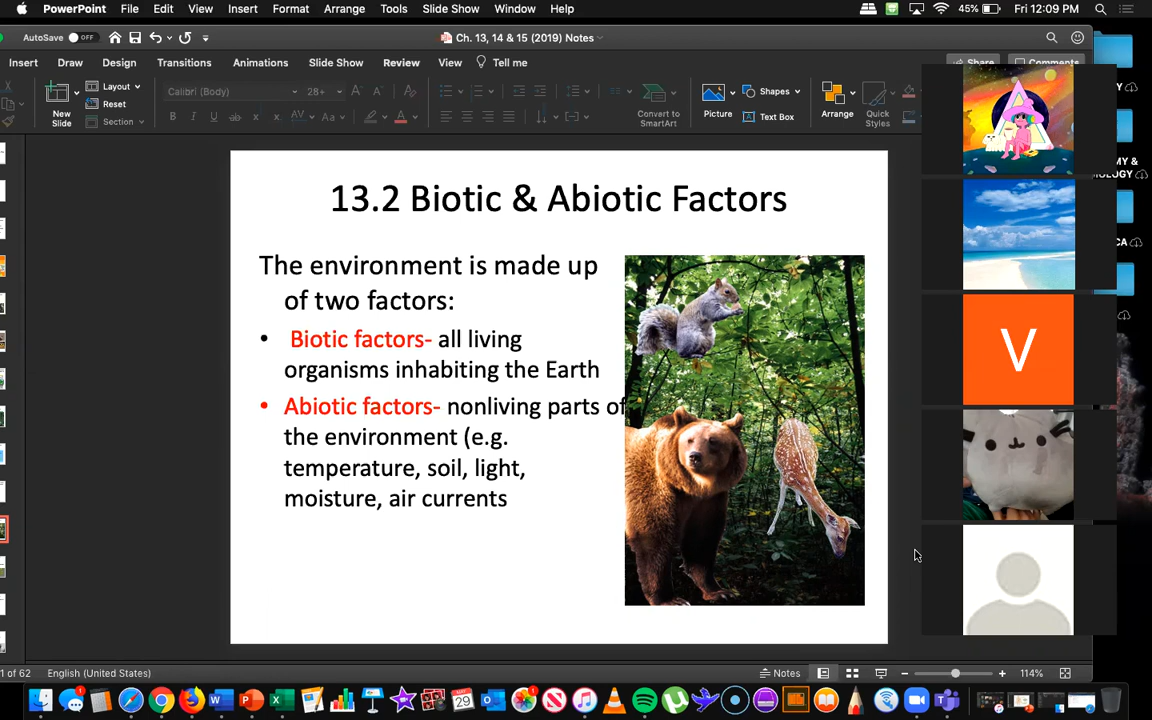 PowerPoint File Edit View Insert Format Arrange Tools Slide Show Window Help 45% Fri 12:09 PM
AutoSave OFF Ch. 13, 14 & 15 (2019) Notes
Insert Draw Design Transitions Animations Slide Show Review View Tell me Share Comments
New Slide Layout Reset Section Calibri (Body) 28+ Convert to SmartArt Picture Shapes Text Box Arrange Quick Styles
13.2 Biotic & Abiotic Factors
The environment is made up
of two factors:
• Biotic factors- all living
organisms inhabiting the Earth
• Abiotic factors- nonliving parts of
the environment (e.g.
temperature, soil, light,
moisture, air currents
V
1 of 62 English (United States) Notes 114%